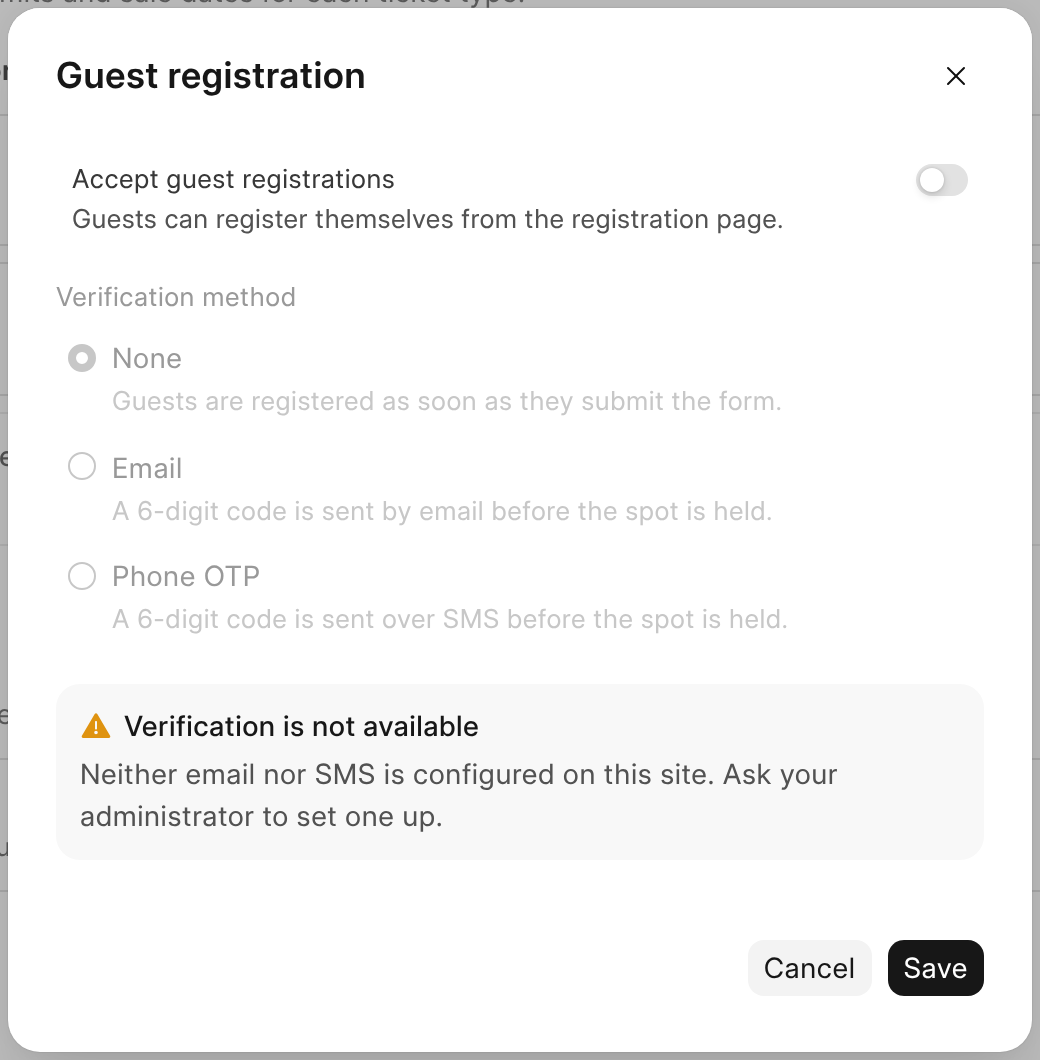 Guest registration
Accept guest registrations
Guests can register themselves from the registration page.
Verification method
None
Guests are registered as soon as they submit the form.
Email
A 6-digit code is sent by email before the spot is held.
Phone OTP
A 6-digit code is sent over SMS before the spot is held.
Verification is not available
Neither email nor SMS is configured on this site. Ask your
administrator to set one up.
Cancel
Save